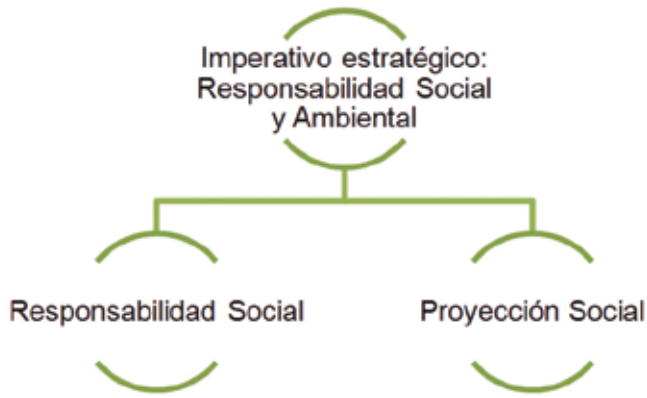 Imperativo estratégico:
Responsabilidad Social
y Ambiental
Responsabilidad Social
Proyección Social